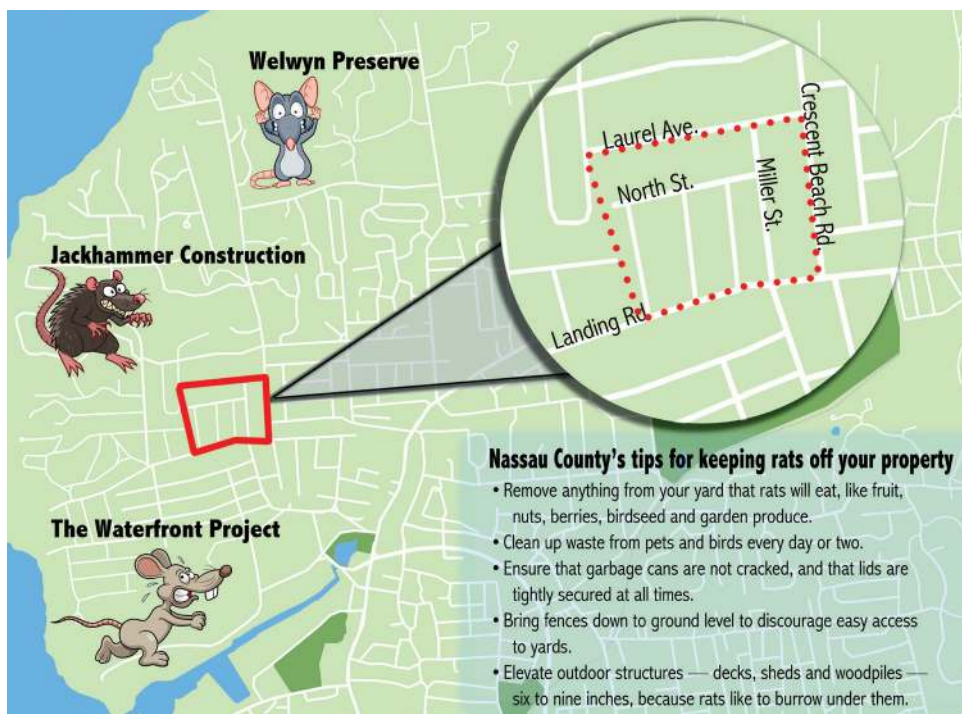 Welwyn Preserve
Jackhammer Construction
The Waterfront Project
Laurel Ave.
North St.
Miller St.
Crescent Beach Rd.
Landing Rd.
Nassau County's tips for keeping rats off your property
• Remove anything from your yard that rats will eat, like fruit,
nuts, berries, birdseed and garden produce.
• Clean up waste from pets and birds every day or two.
• Ensure that garbage cans are not cracked, and that lids are
tightly secured at all times.
• Bring fences down to ground level to discourage easy access
to yards.
• Elevate outdoor structures — decks, sheds and woodpiles —
six to nine inches, because rats like to burrow under them.